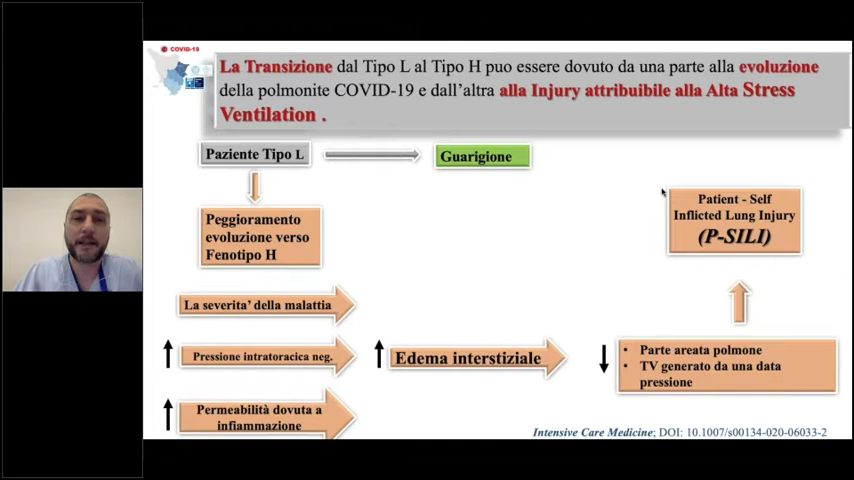 COVID-19
La Transizione dal Tipo L al Tipo H puo essere dovuto da una parte alla evoluzione
della polmonite COVID-19 e dall'altra alla Injury attribuibile alla Alta Stress
Ventilation .
Paziente Tipo L
Guarigione
Peggioramento
evoluzione verso
Fenotipo H
Patient - Self
Inflicted Lung Injury
(P-SILI)
La severita' della malattia
Pressione intratoracica neg.
Edema interstiziale
• Parte areata polmone
• TV generato da una data
pressione
Permeabilità dovuta a
infiammazione
Intensive Care Medicine; DOI: 10.1007/s00134-020-06033-2